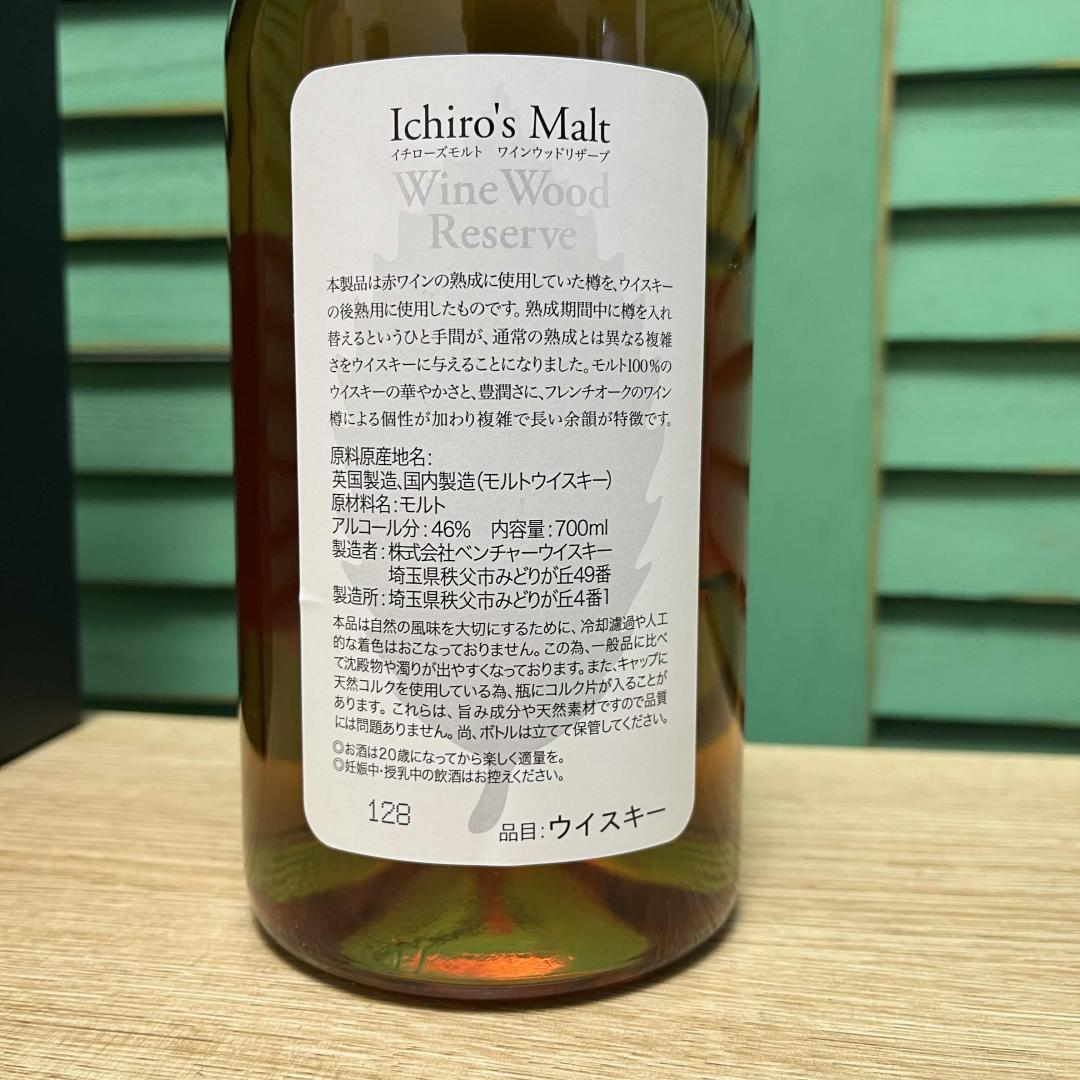 Ichiro's Malt
イチローズモルト　ワインウッドリザーブ
Wine Wood
Reserve
本製品は赤ワインの熟成に使用していた樽を、ウイスキー
の後熟用に使用したものです。熟成期間中に樽を入れ
替えるというひと手間が、通常の熟成とは異なる複雑
さをウイスキーに与えることになりました。モルト100%の
ウイスキーの華やかさと、豊潤さに、フレンチオークのワイン
樽による個性が加わり複雑で長い余韻が特徴です。
原料原産地名：
英国製造、国内製造（モルトウイスキー）
原材料名：モルト
アルコール分：46%　内容量：700ml
製造者：株式会社ベンチャーウイスキー
埼玉県秩父市みどりが丘49番
製造所：埼玉県秩父市みどりが丘4番1
本品は自然の風味を大切にするために、冷却濾過や人工
的な着色はおこなっておりません。この為、一般品に比べ
て沈殿物や濁りが出やすくなっております。また、キャップに
天然コルクを使用している為、瓶にコルク片が入ることが
あります。これらは、旨み成分や天然素材ですので品質
には問題ありません。尚、ボトルは立てて保管してください。
◎お酒は20歳になってから楽しく適量を。
◎妊娠中・授乳中の飲酒はお控えください。
128
品目：ウイスキー